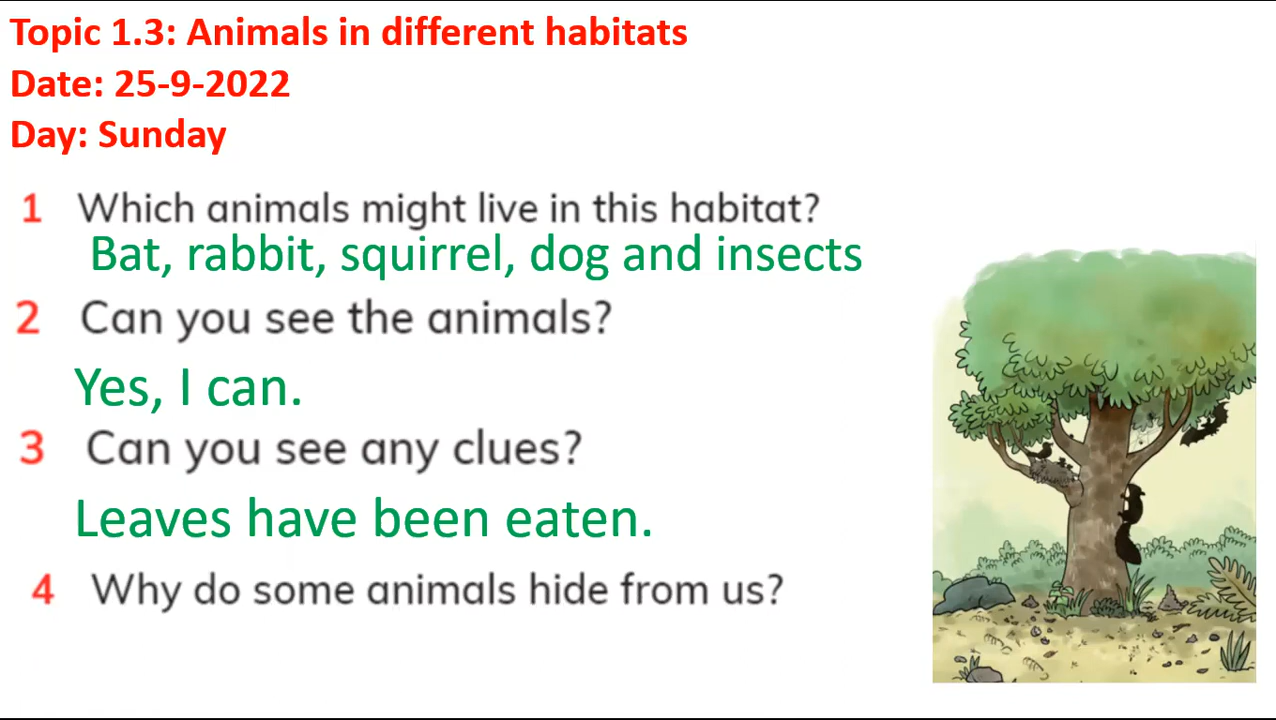 Topic 1.3: Animals in different habitats
Date: 25-9-2022
Day: Sunday
1 Which animals might live in this habitat?
Bat, rabbit, squirrel, dog and insects
2 Can you see the animals?
Yes, I can.
3 Can you see any clues?
Leaves have been eaten.
4 Why do some animals hide from us?